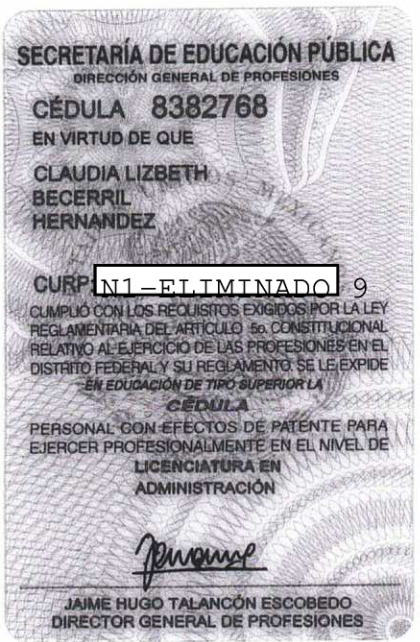 SECRETARÍA DE EDUCACIÓN PÚBLICA
DIRECCIÓN GENERAL DE PROFESIONES
CÉDULA 8382768
EN VIRTUD DE QUE
CLAUDIA LIZBETH
BECERRIL
HERNANDEZ
CURP N1-ELIMINADO 9
CUMPLIÓ CON LOS REQUISITOS EXIGIDOS POR LA LEY
REGLAMENTARIA DEL ARTÍCULO 5o. CONSTITUCIONAL
RELATIVO AL EJERCICIO DE LAS PROFESIONES EN EL
DISTRITO FEDERAL Y SU REGLAMENTO. SE LE EXPIDE
EN EDUCACIÓN DE TIPO SUPERIOR LA
CÉDULA
PERSONAL CON EFECTOS DE PATENTE PARA
EJERCER PROFESIONALMENTE EN EL NIVEL DE
LICENCIATURA EN
ADMINISTRACIÓN
JAIME HUGO TALANCÓN ESCOBEDO
DIRECTOR GENERAL DE PROFESIONES